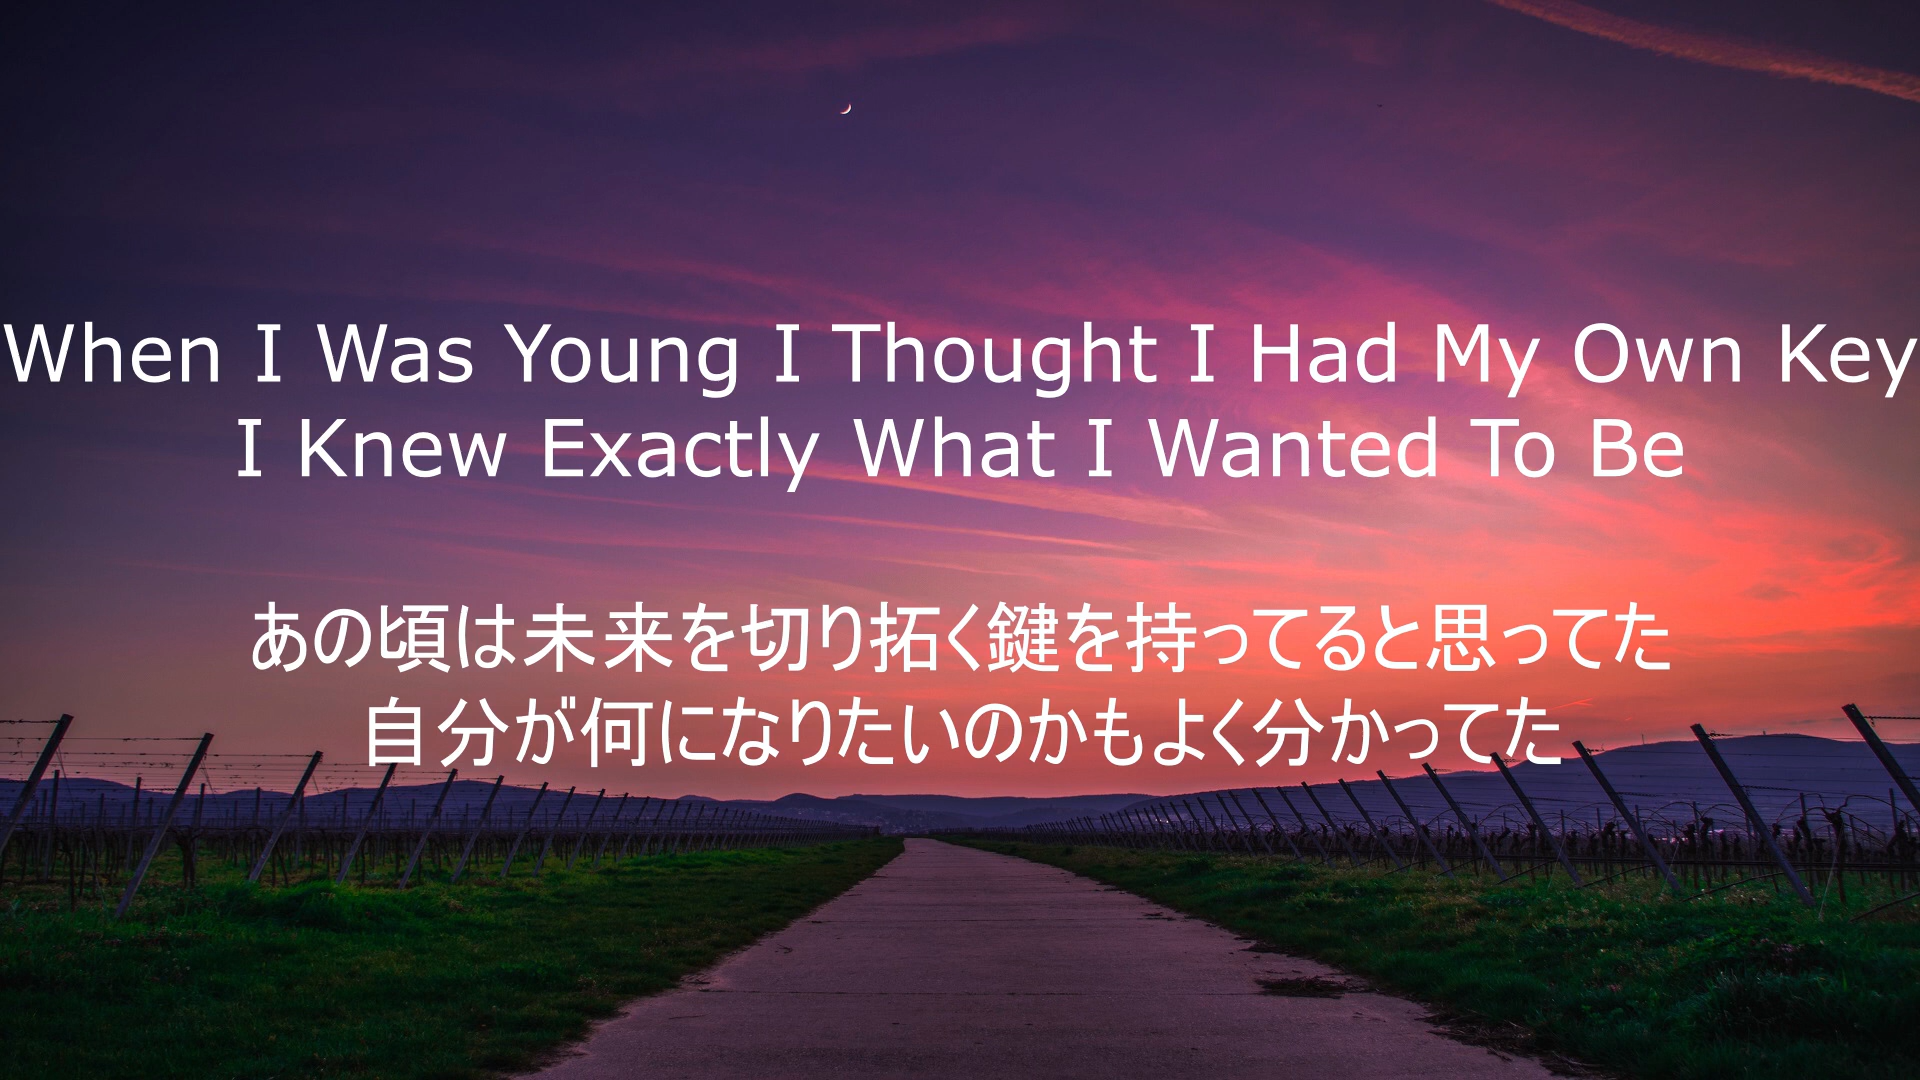 When I Was Young I Thought I Had My Own Key
I Knew Exactly What I Wanted To Be
あの頃は未来を切り拓く鍵を持ってると思ってた
自分が何になりたいのかもよく分かってた